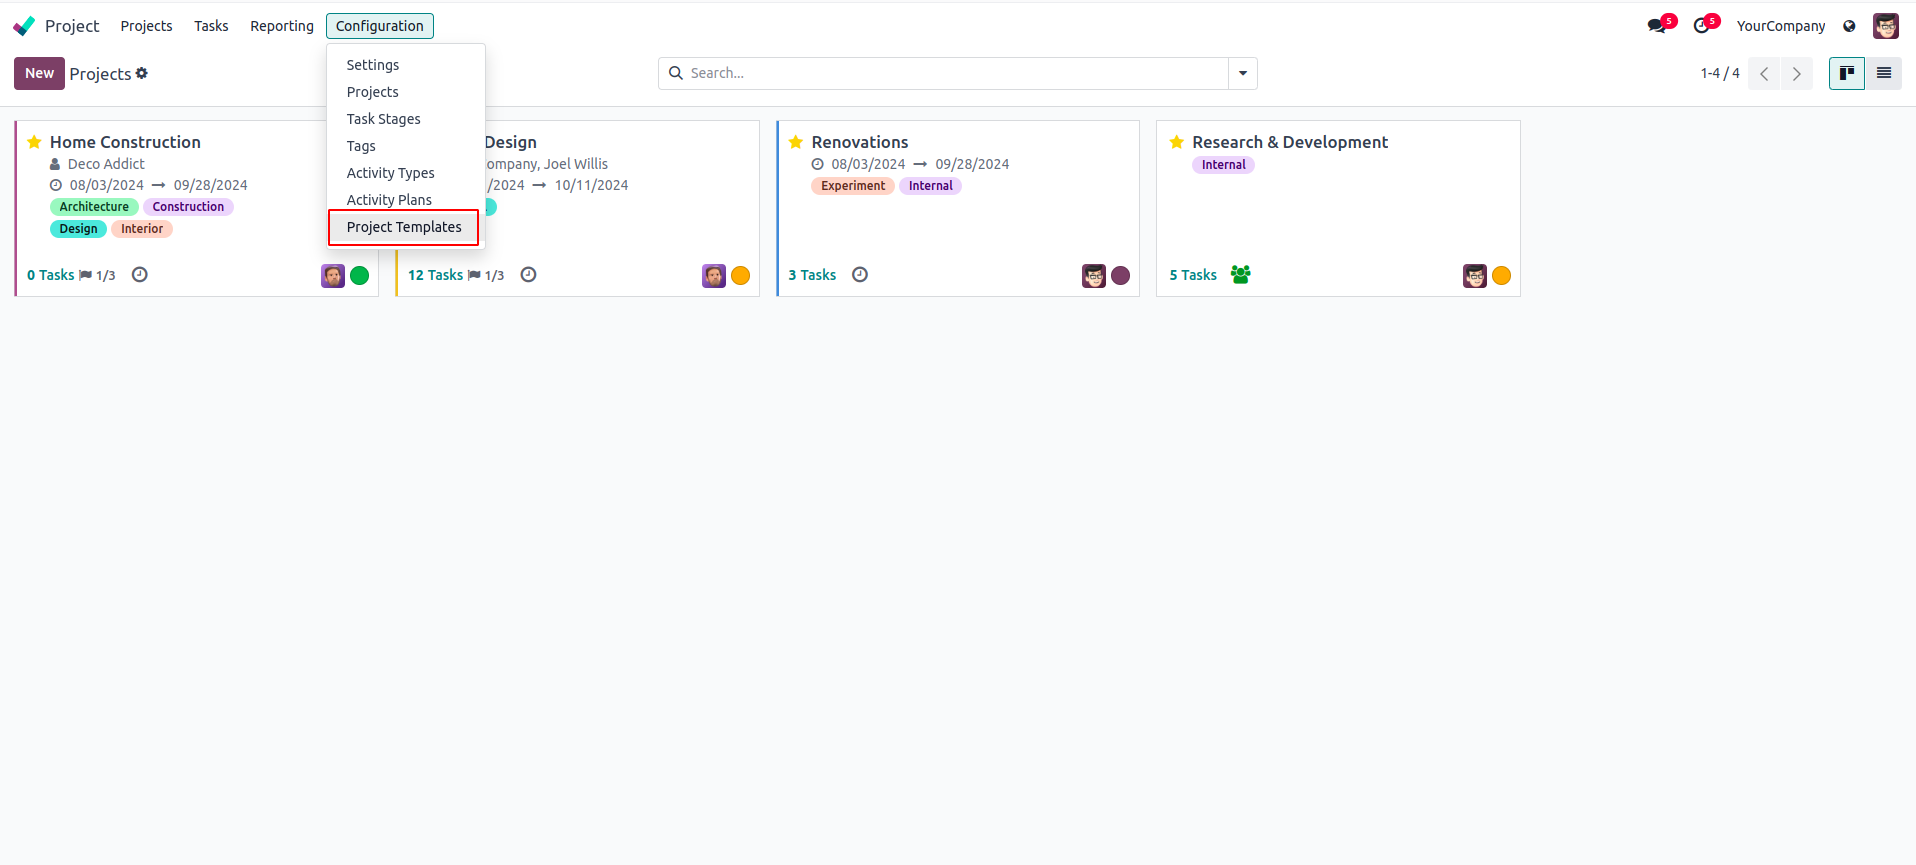 Project Projects Tasks Reporting Configuration 5 5 YourCompany
New Projects Search... 1-4 / 4
Settings
Projects
Task Stages
Tags
Activity Types
Activity Plans
Project Templates
Home Construction
Deco Addict
08/03/2024 → 09/28/2024
Architecture Construction
Design Interior
0 Tasks 1/3
Design
ompany, Joel Willis
/2024 → 10/11/2024
12 Tasks 1/3
Renovations
08/03/2024 → 09/28/2024
Experiment Internal
3 Tasks
Research & Development
Internal
5 Tasks